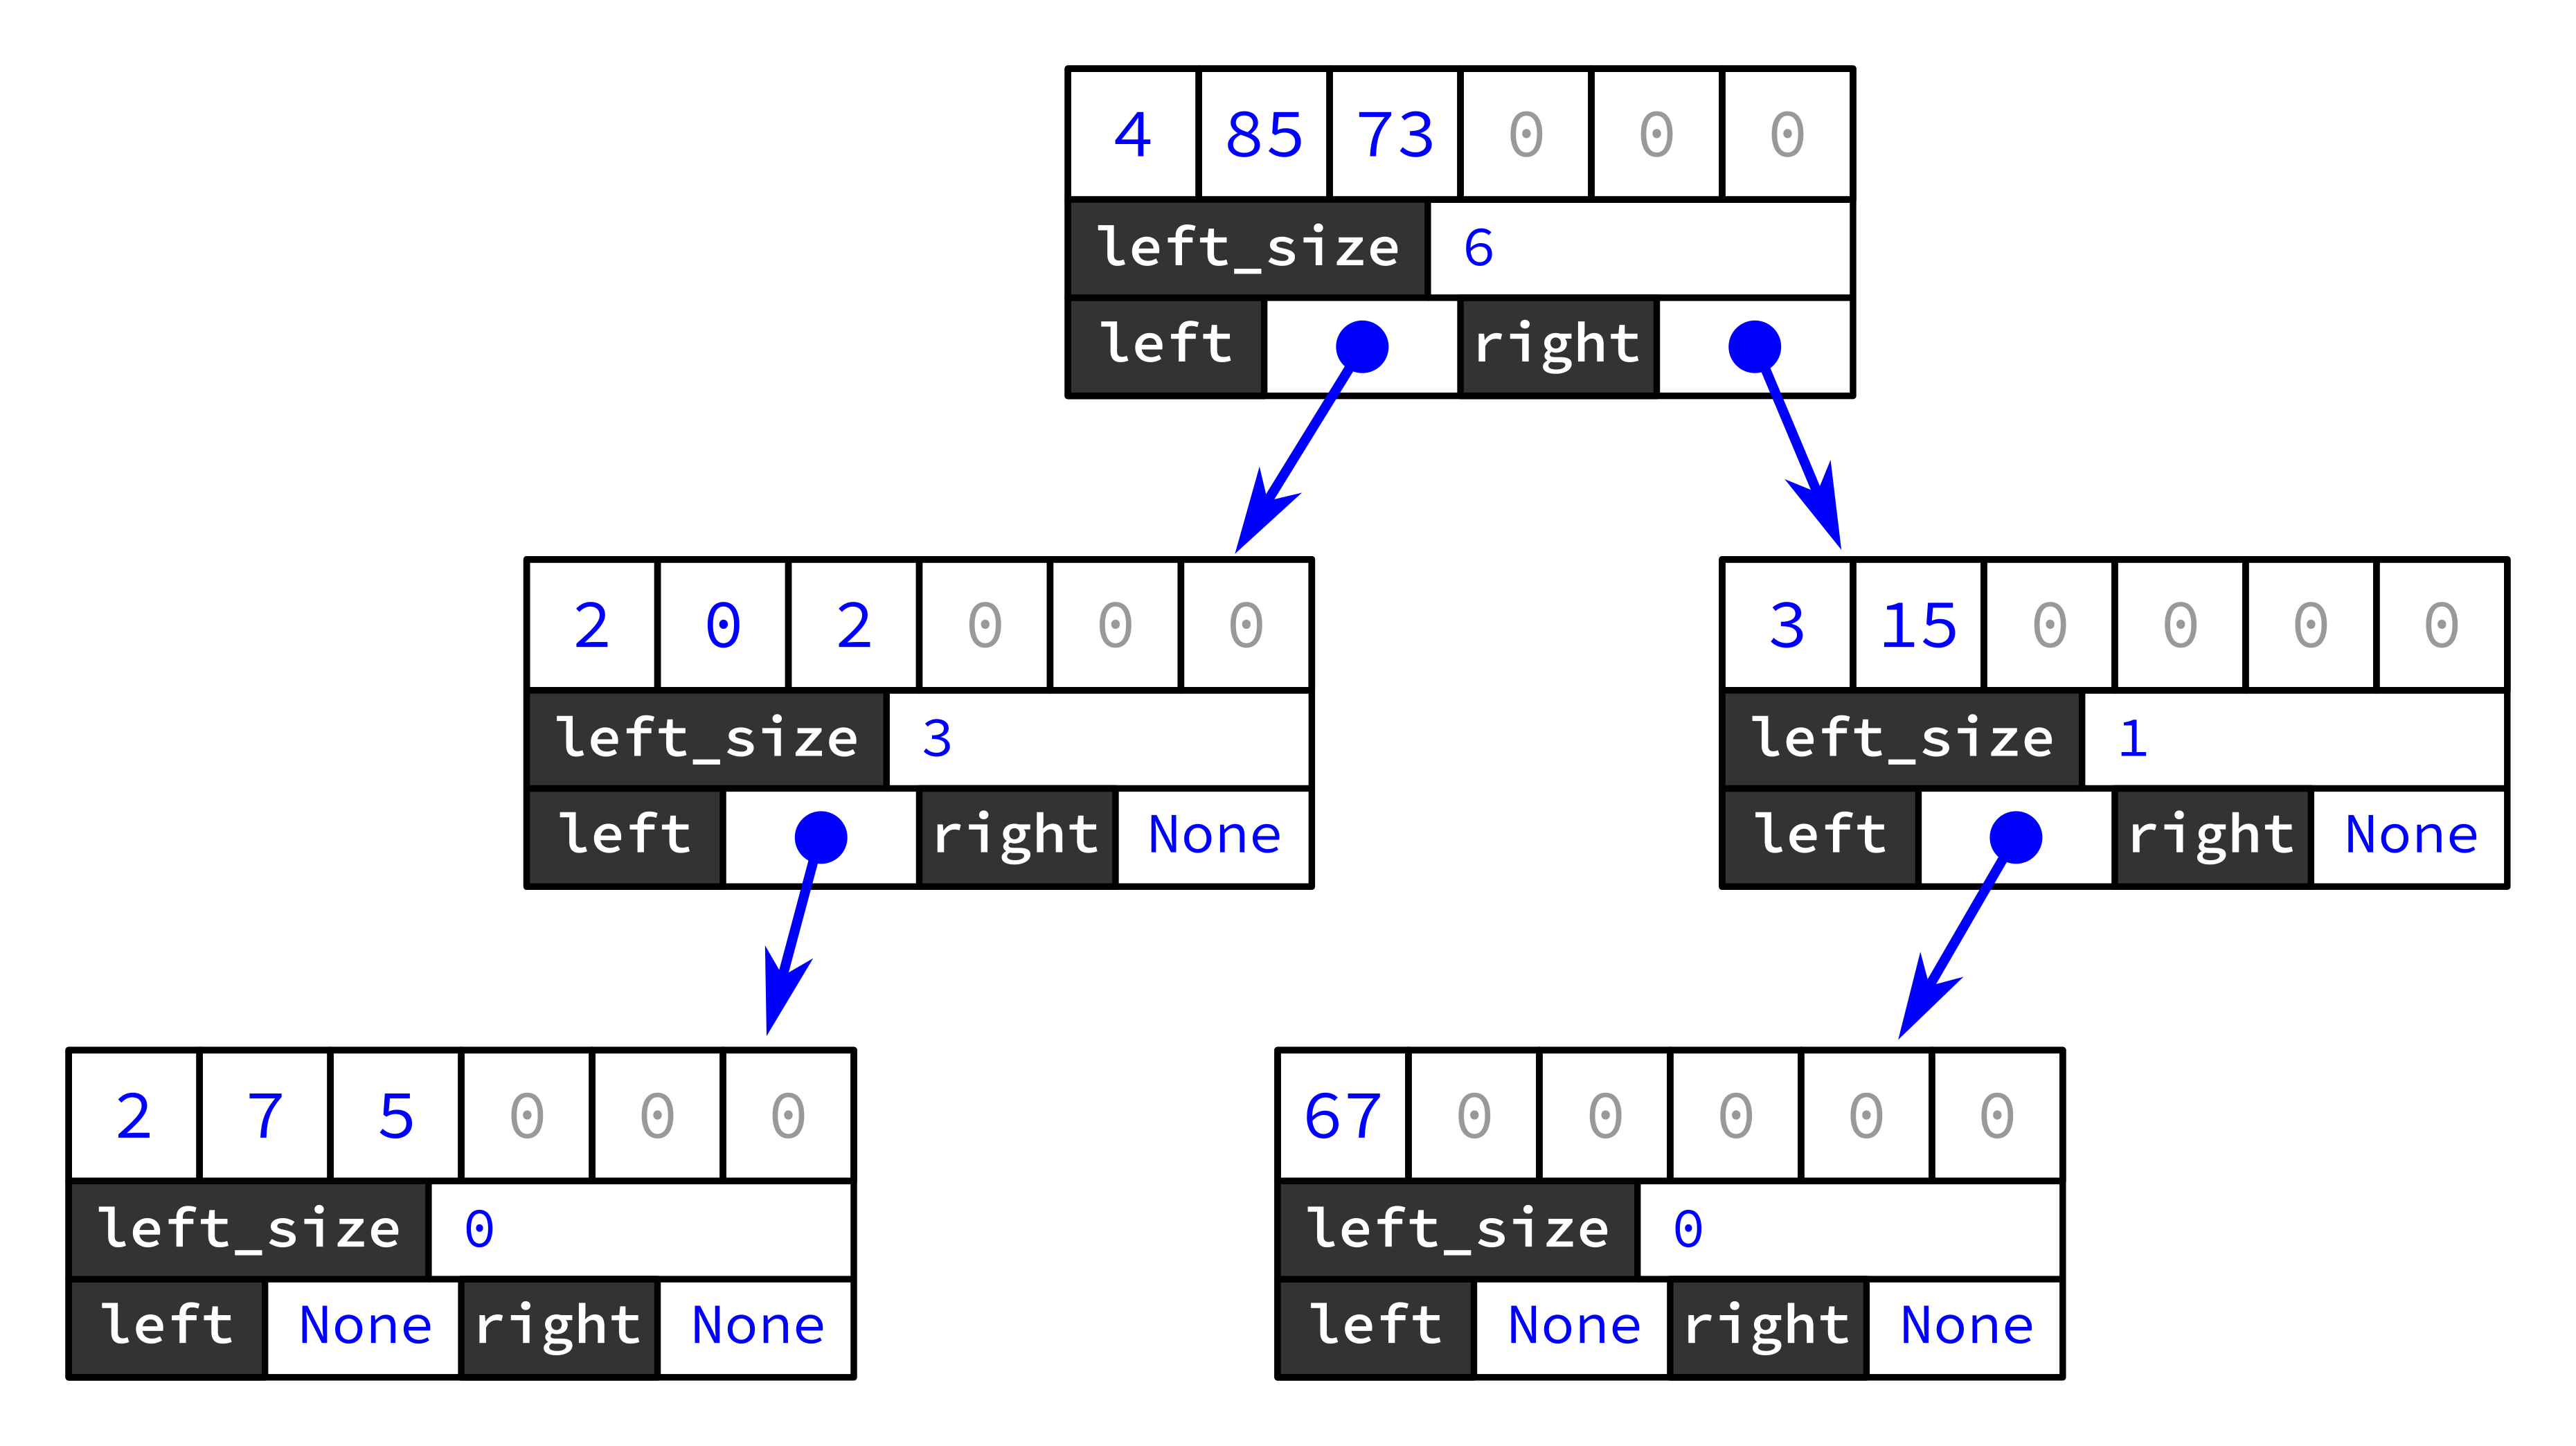 4 85 73 0 0 0
left_size 6
left right
2 0 2 0 0 0
left_size 3
left right None
3 15 0 0 0 0
left_size 1
left right None
2 7 5 0 0 0
left_size 0
left None right None
67 0 0 0 0 0
left_size 0
left None right None